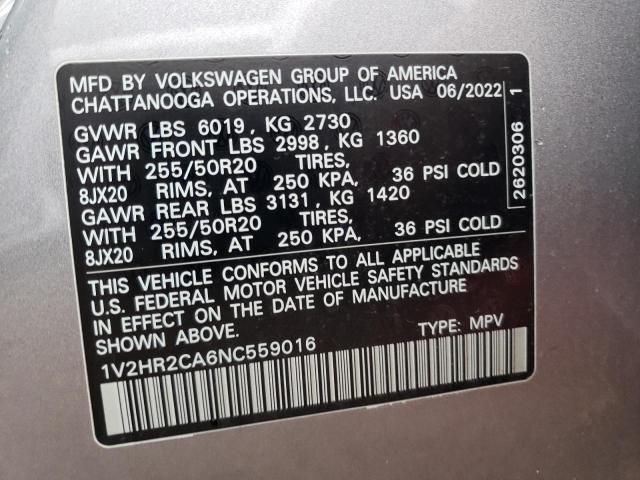 MFD BY VOLKSWAGEN GROUP OF AMERICA
CHATTANOOGA OPERATIONS, LLC. USA 06/2022
GVWR LBS 6019, KG 2730
GAWR FRONT LBS 2998, KG 1360
WITH 255/50R20 TIRES,
8JX20 RIMS, AT 250 KPA, 36 PSI COLD
GAWR REAR LBS 3131, KG 1420
WITH 255/50R20 TIRES,
8JX20 RIMS, AT 250 KPA, 36 PSI COLD
THIS VEHICLE CONFORMS TO ALL APPLICABLE
U.S. FEDERAL MOTOR VEHICLE SAFETY STANDARDS
IN EFFECT ON THE DATE OF MANUFACTURE
SHOWN ABOVE.
TYPE: MPV
1V2HR2CA6NC559016
2620306 1